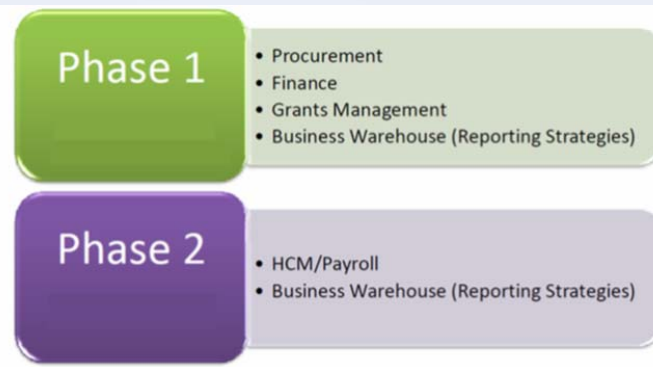 Phase 1
• Procurement
• Finance
• Grants Management
• Business Warehouse (Reporting Strategies)
Phase 2
• HCM/Payroll
• Business Warehouse (Reporting Strategies)